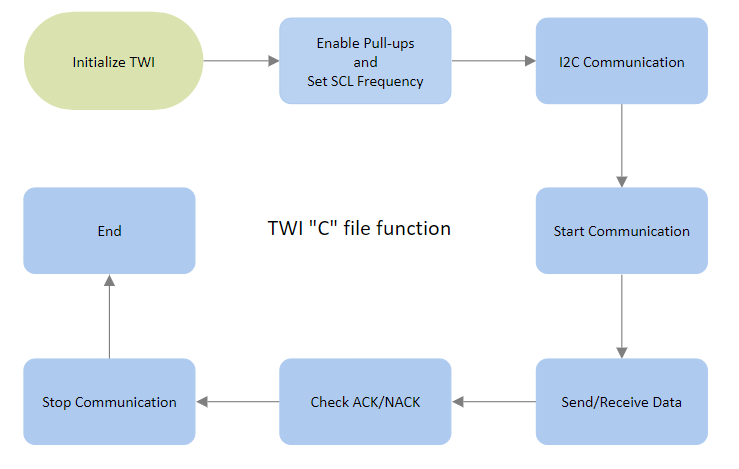 Initialize TWI
Enable Pull-ups
and
Set SCL Frequency
I2C Communication
End
TWI "C" file function
Start Communication
Stop Communication
Check ACK/NACK
Send/Receive Data